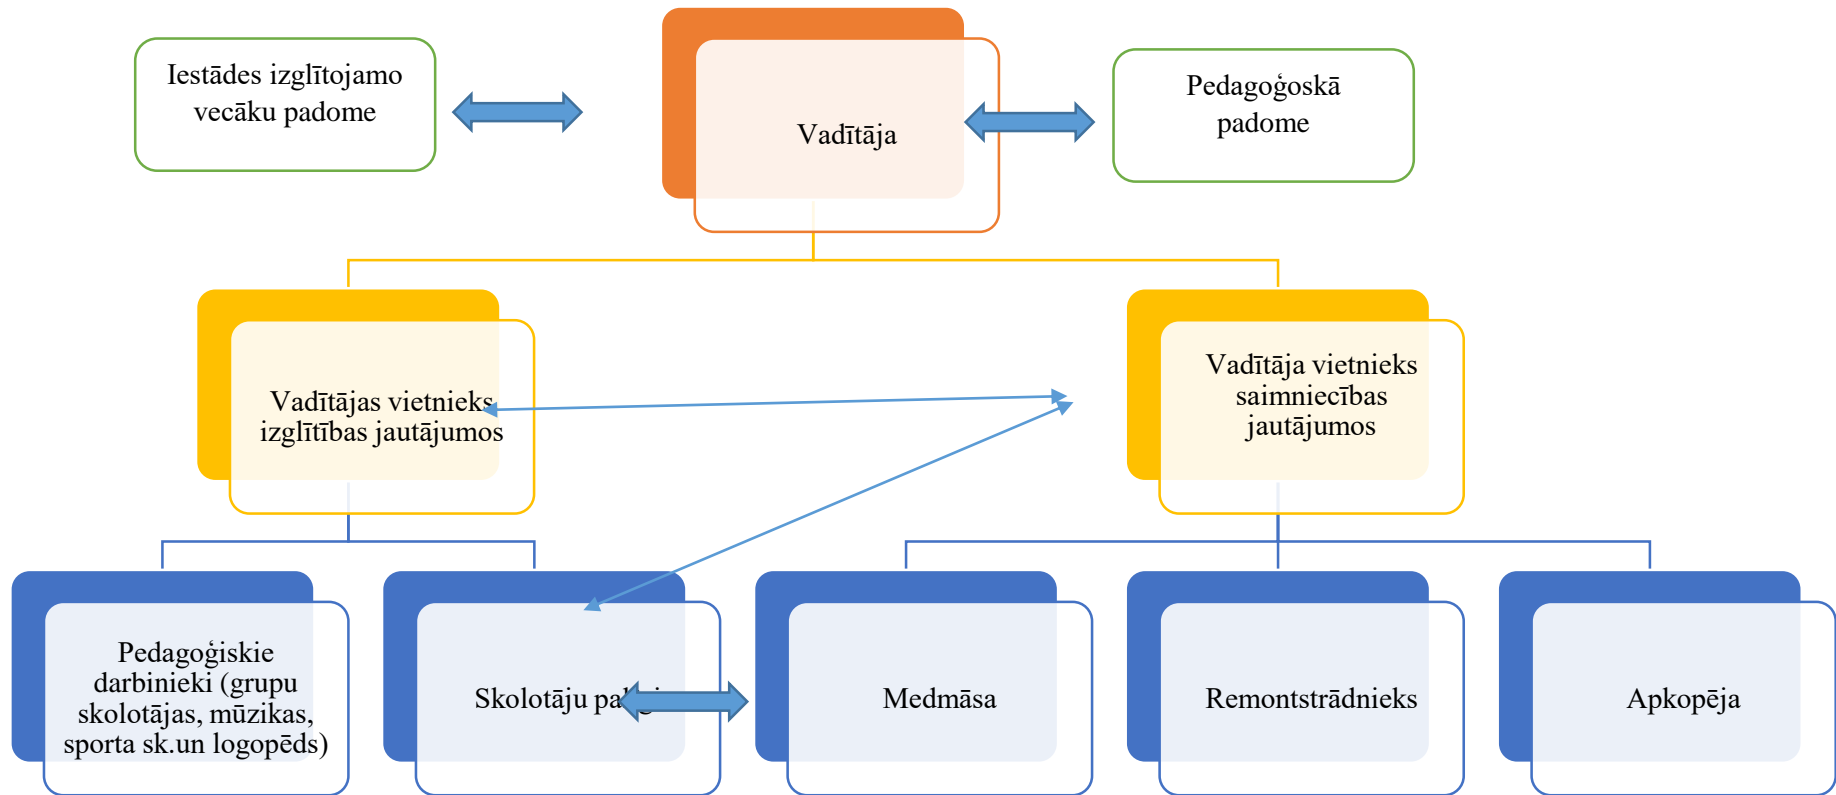 Iestādes izglītojamo
vecāku padome
Vadītāja
Pedagoģoskā
padome
Vadītājas vietnieks
izglītības jautājumos
Vadītāja vietnieks
saimniecības
jautājumos
Pedagoģiskie
darbinieki (grupu
skolotājas, mūzikas,
sporta sk.un logopēds)
Skolotāju
Medmāsa
Remontstrādnieks
Apkopēja